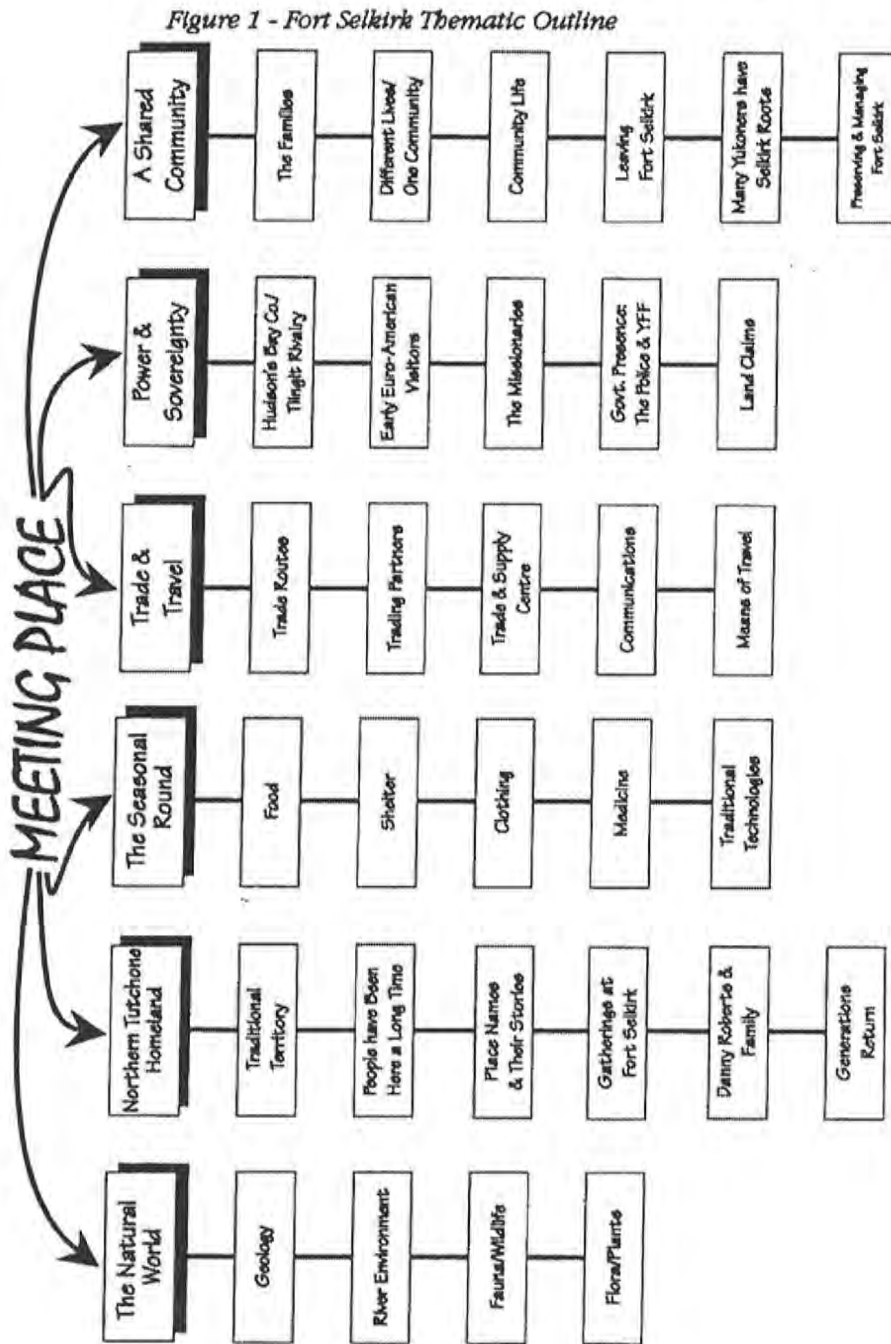 Figure 1 - Fort Selkirk Thematic Outline
MEETING PLACE
The Natural
World
Geology
River Environment
Fauna/Wildlife
Flora/Plants
Northern Tutchone
Homeland
Traditional
Territory
People have Been
Here a Long Time
Place Names
& Their Stories
Gatherings at
Fort Selkirk
Danny Roberts &
Family
Generations
Return
The Seasonal
Round
Food
Shelter
Clothing
Medicine
Traditional
Technologies
Trade &
Travel
Trade Routes
Trading Partners
Trade & Supply
Centre
Communications
Means of Travel
Power &
Sovereignty
Hudson's Bay Co/
Tlingit Rivalry
Early Euro-American
Visitors
The Missionaries
Govt. Presence:
The Police & YFF
Land Claims
A Shared
Community
The Families
Different Lives/
One Community
Community Life
Leaving
Fort Selkirk
Many Yukoners have
Selkirk Roots
Preserving & Managing
Fort Selkirk